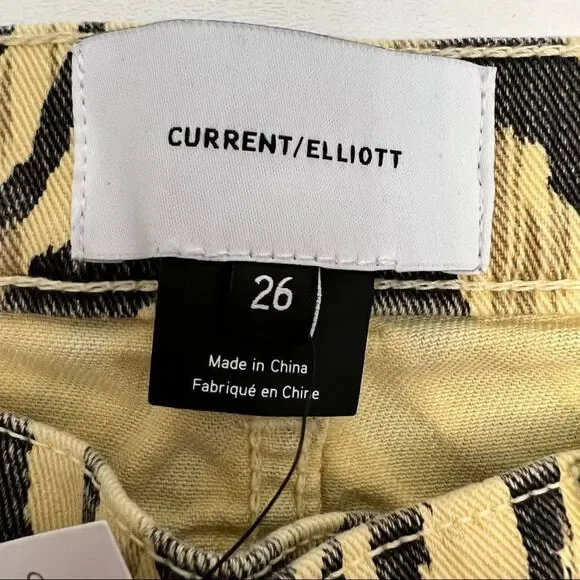 CURRENT/ELLIOTT
26
Made in China
Fabriqué en Chine